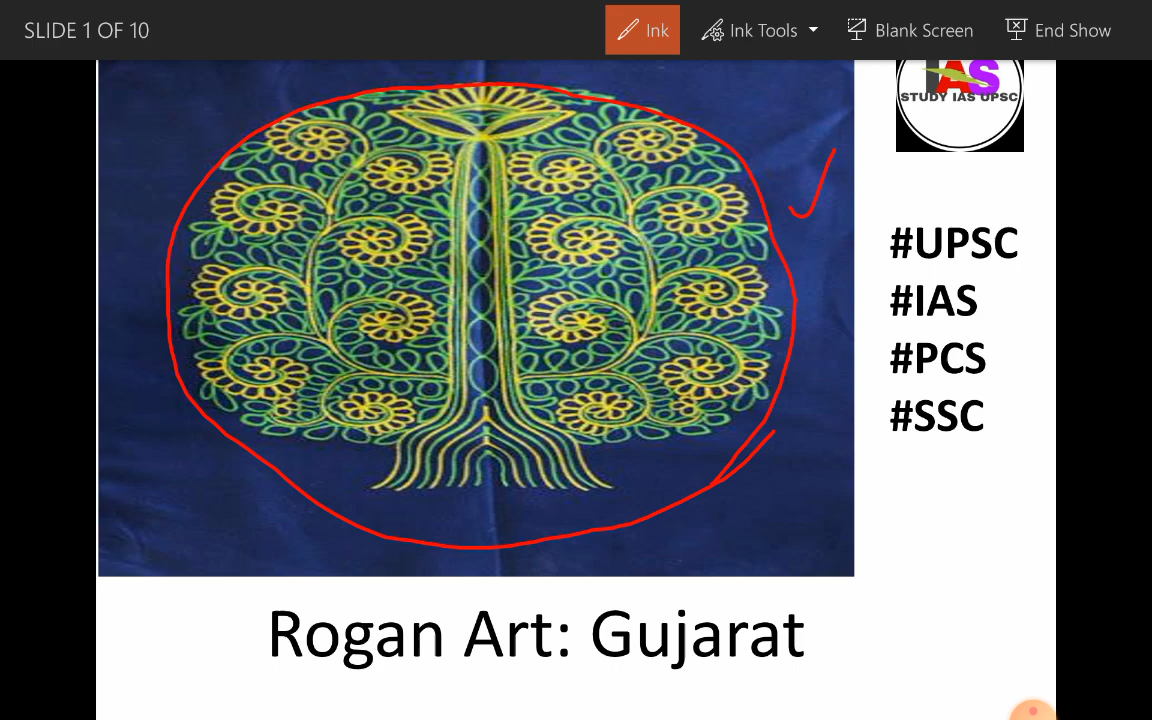 SLIDE 1 OF 10
Ink
Ink Tools
Blank Screen
End Show
IAS
STUDY IAS UPSC
#UPSC
#IAS
#PCS
#SSC
Rogan Art: Gujarat